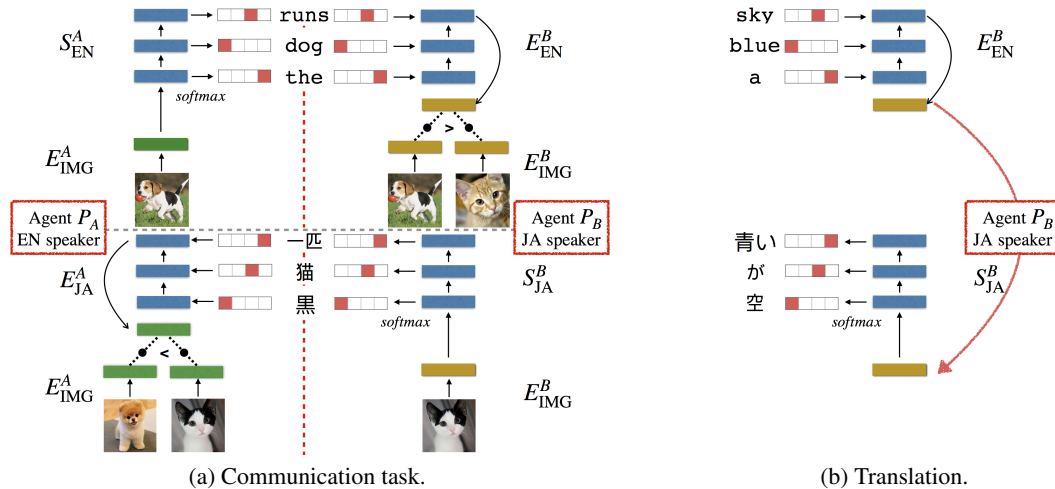 S^A_EN
runs
dog
the
softmax
E^B_EN
E^A_IMG
>
E^B_IMG
Agent P_A
EN speaker
Agent P_B
JA speaker
E^A_JA
一匹
猫
黒
softmax
S^B_JA
<
E^A_IMG
E^B_IMG
(a) Communication task.
sky
blue
a
E^B_EN
Agent P_B
JA speaker
青い
が
空
softmax
S^B_JA
(b) Translation.